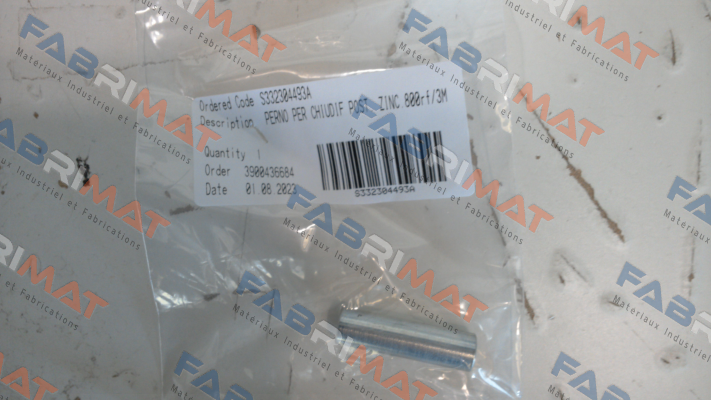 Ordered Code S332304493A
Description PERNO PER CHIUDIF POST. ZINC 800rf/3M
Quantity 1
Order 3900436684
Date 01.08.2023
S332304493A
FABRIMAT
Materiaux Industriel et Fabrications